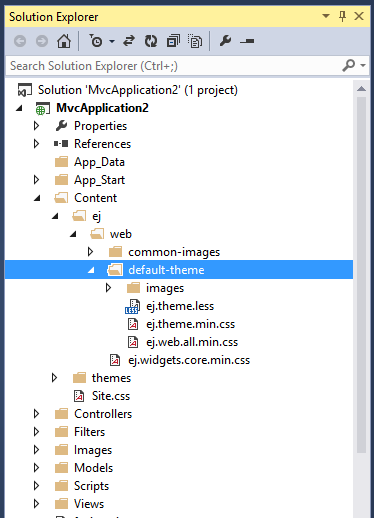 Solution Explorer
Search Solution Explorer (Ctrl+;)
Solution 'MvcApplication2' (1 project)
MvcApplication2
Properties
References
App_Data
App_Start
Content
ej
web
common-images
default-theme
images
ej.theme.less
ej.theme.min.css
ej.web.all.min.css
ej.widgets.core.min.css
themes
Site.css
Controllers
Filters
Images
Models
Scripts
Views